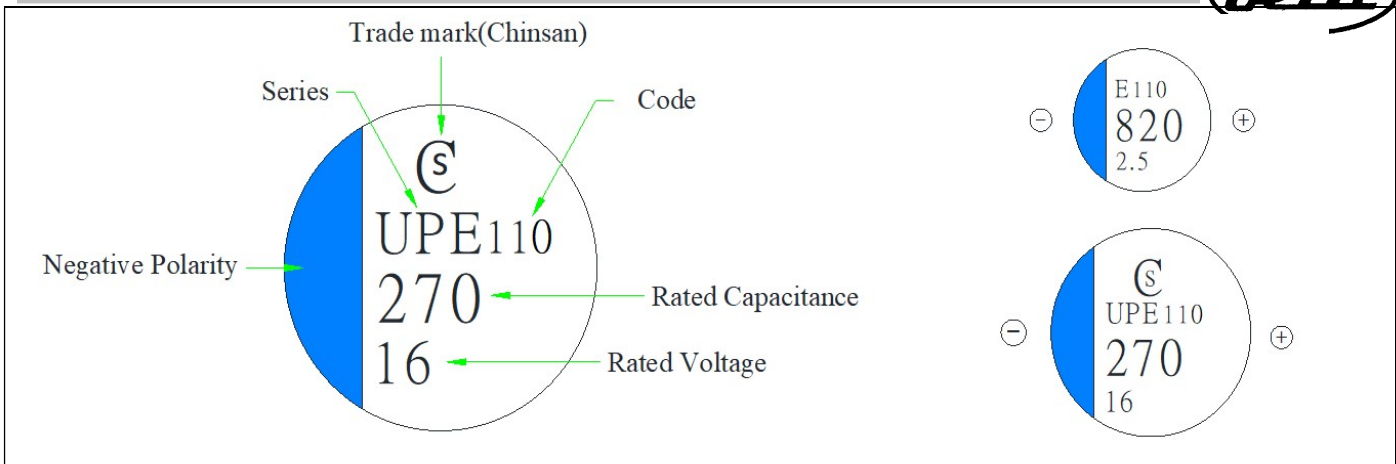 Trade mark(Chinsan)
Series
Code
CS
UPE110
270
16
Negative Polarity
Rated Capacitance
Rated Voltage
E110
820
2.5
⊖
⊕
CS
UPE110
270
16
⊖
⊕